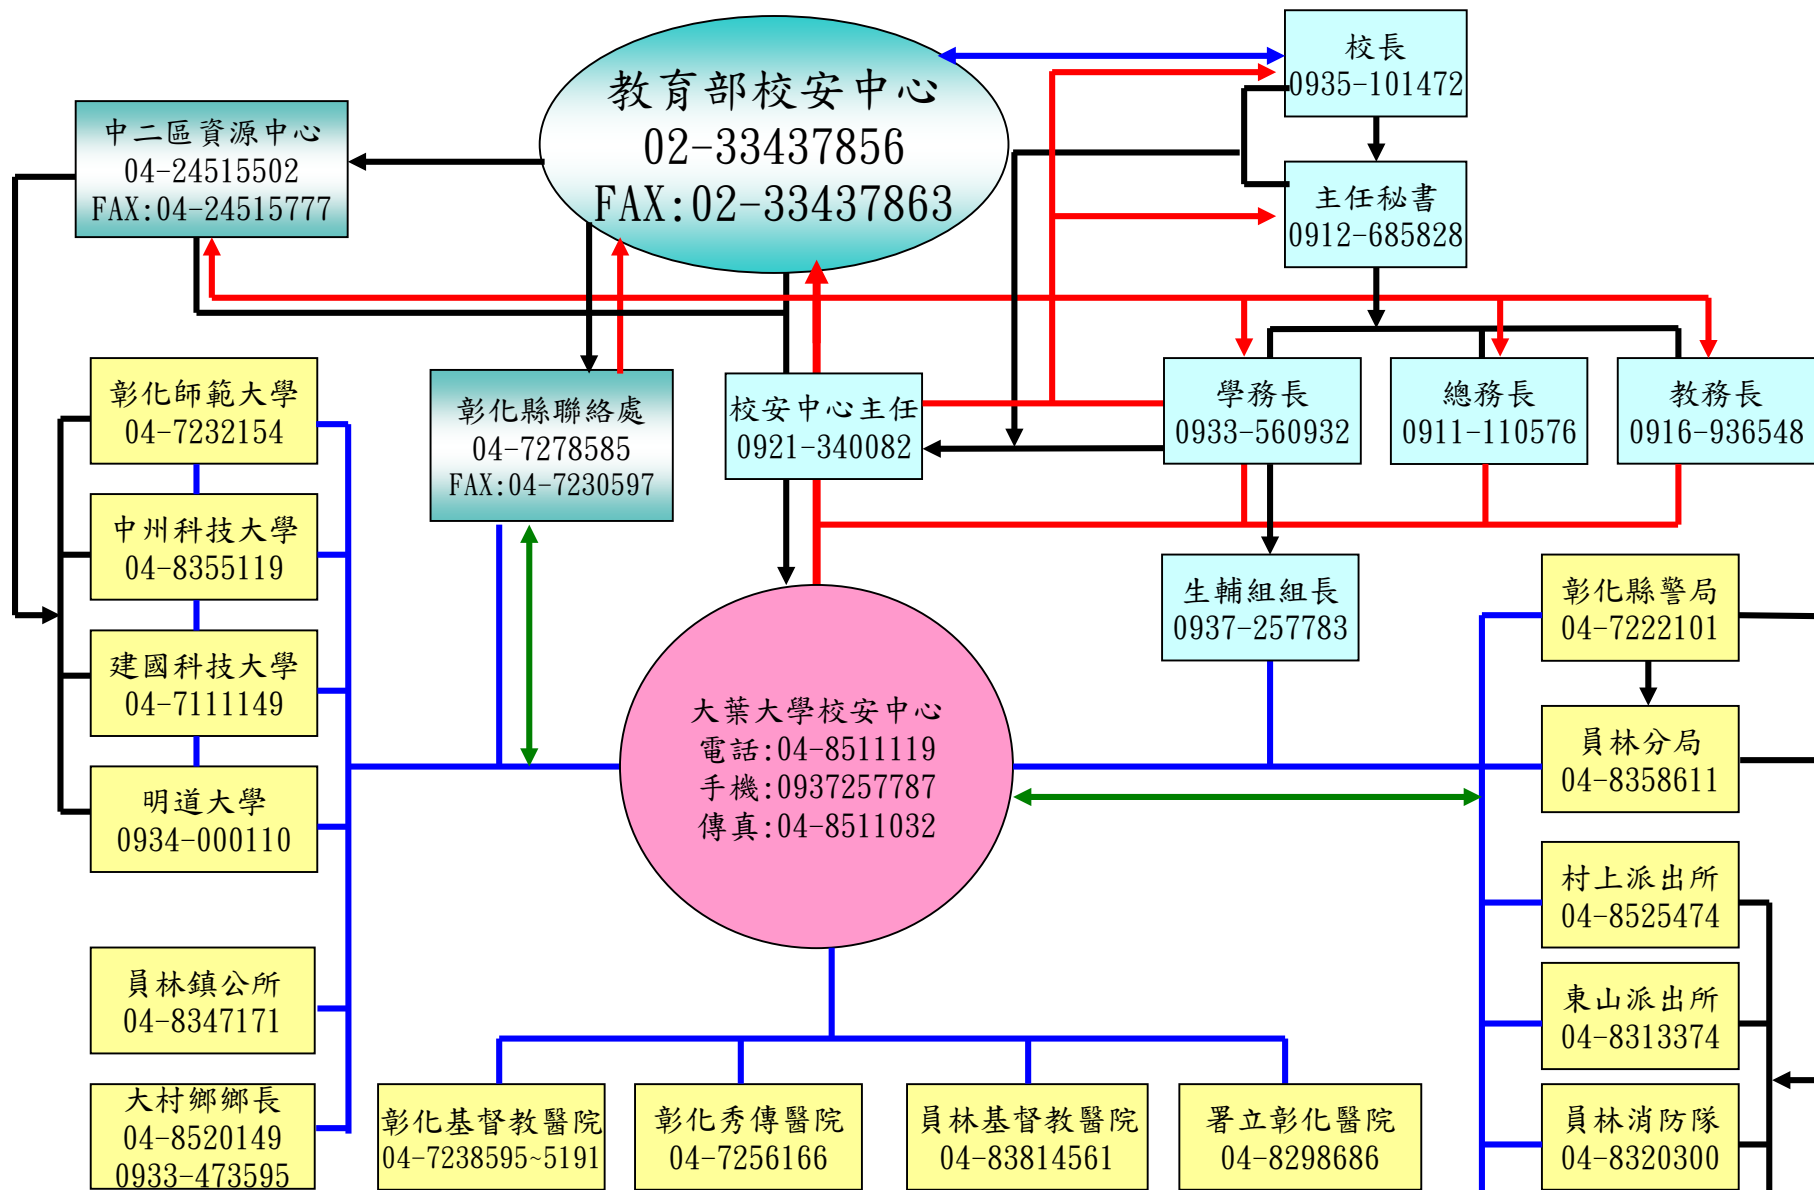 教育部校安中心
02-33437856
FAX:02-33437863
校長
0935-101472
中二區資源中心
04-24515502
FAX:04-24515777
主任秘書
0912-685828
彰化師範大學
04-7232154
彰化縣聯絡處
04-7278585
FAX:04-7230597
校安中心主任
0921-340082
學務長
0933-560932
總務長
0911-110576
教務長
0916-936548
中州科技大學
04-8355119
生輔組組長
0937-257783
彰化縣警局
04-7222101
建國科技大學
04-7111149
大葉大學校安中心
電話:04-8511119
手機:0937257787
傳真:04-8511032
員林分局
04-8358611
明道大學
0934-000110
村上派出所
04-8525474
員林鎮公所
04-8347171
東山派出所
04-8313374
大村鄉鄉長
04-8520149
0933-473595
彰化基督教醫院
04-7238595~5191
彰化秀傳醫院
04-7256166
員林基督教醫院
04-83814561
署立彰化醫院
04-8298686
員林消防隊
04-8320300